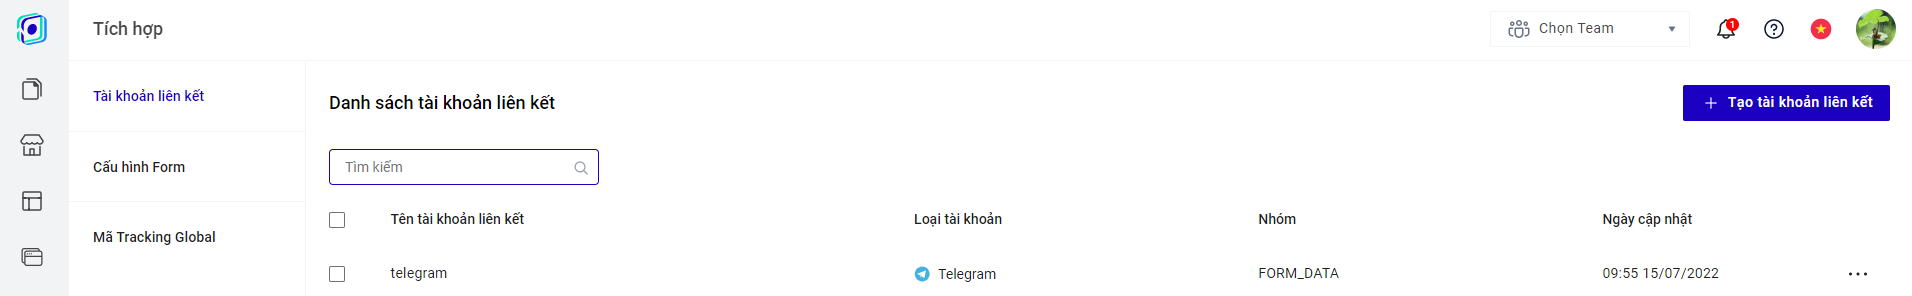 Tích hợp
Chọn Team
1
Tài khoản liên kết
Cấu hình Form
Mã Tracking Global
Danh sách tài khoản liên kết
Tạo tài khoản liên kết
Tìm kiếm
Tên tài khoản liên kết Loại tài khoản Nhóm Ngày cập nhật
telegram Telegram FORM_DATA 09:55 15/07/2022